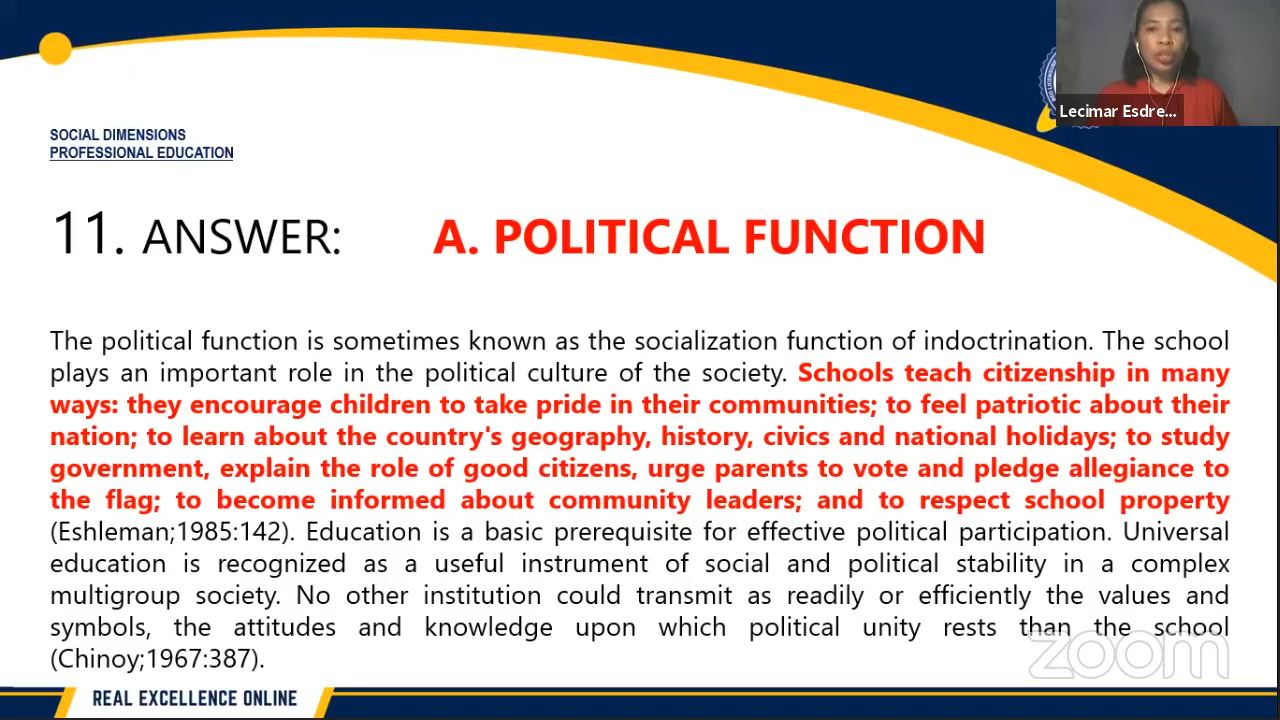 Lecimar Esdre...
SOCIAL DIMENSIONS
PROFESSIONAL EDUCATION
11. ANSWER: A. POLITICAL FUNCTION
The political function is sometimes known as the socialization function of indoctrination. The school
plays an important role in the political culture of the society. Schools teach citizenship in many
ways: they encourage children to take pride in their communities; to feel patriotic about their
nation; to learn about the country's geography, history, civics and national holidays; to study
government, explain the role of good citizens, urge parents to vote and pledge allegiance to
the flag; to become informed about community leaders; and to respect school property
(Eshleman;1985:142). Education is a basic prerequisite for effective political participation. Universal
education is recognized as a useful instrument of social and political stability in a complex
multigroup society. No other institution could transmit as readily or efficiently the values and
symbols, the attitudes and knowledge upon which political unity rests than the school
(Chinoy;1967:387).
zoom
REAL EXCELLENCE ONLINE